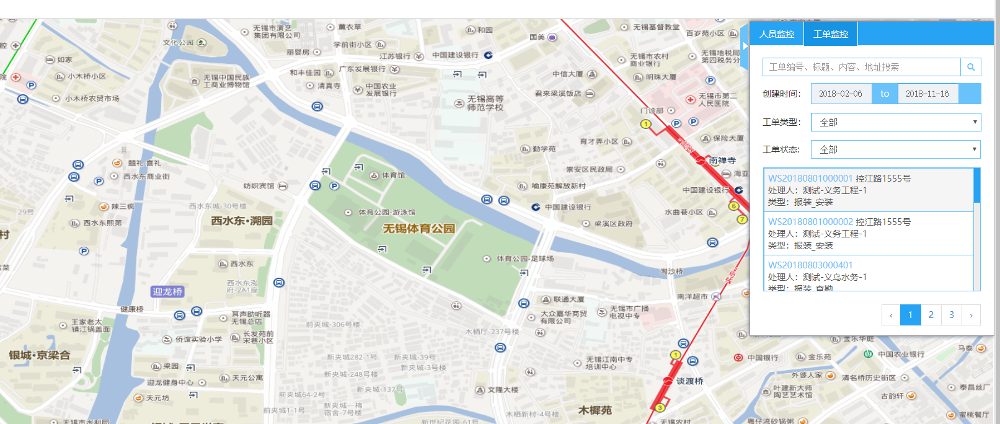 人员监控
工单监控
工单编号、标题、内容、地址搜索
创建时间：
2018-02-06
to
2018-11-16
工单类型：
全部
工单状态:
全部
WS20180801000001 控江路1555号
处理人：测试-义务工程-1
类型：报装_安装
WS20180801000002 控江路1555号
处理人：测试-义务工程-1
类型：报装_安装
WS20180803000401
处理人：测试-义乌水务-1
类型：报装_查勘
‹
1
2
3
›
无锡市演艺
集团有限公司
薰衣草
和园
国美
无锡基督教堂
百岁苑小区
文化公园
学前街小区
丽婴房
江苏银行
中国建设银行
无锡市农村
商业银行
无锡地税局
第四税务分
如家
小木桥小区
无锡中国民族
工商业博物馆
和丰佳园
广东发展银行
清真寺
中国农业
发展银行
中信大厦
明珠大厦
小木桥农贸市场
无锡高等
师范学校
君来梁溪饭店
无锡市第二
人民医院
门诊部
保险大厦
育才弄小区
勤学苑
南禅寺
囍礼·喜礼
西水东商业街
体育馆
崇安区民政局
海亚
纺织宾馆
喻康苑解放新村
中国建设银行
辣三疯
西水东城-30号楼
29号
西水东·溯园
西水东熙第
体育公园-游泳馆
中国建设银行
水曲巷小区
梁溪区政府
无锡体育公园
村
体育公园-足球场
西水东
淘沙桥
号线
西水东泓
府-2A1座
迎龙桥
南洋超市
联通大厦
健康桥
耳声助听器
无锡总店
大众嘉华商贸
有限公司
无锡市广播
电视中专
王家老太
镇江锅盖面
前夹城-306号楼
木栖厅-237号楼
侨谊实验小学
长发苑前
宋巷小区
金乐华庭
马泰
银城·京梁合
新夹城282-1号
新夹城-39号
新夹城-3号楼
无锡江南中专
培训中心
中国银行
金乐苑
中国农业银行
梁园
新夹城-248号楼
天元公寓
迎龙健身中心
谈渡桥
外婆人家
清名桥历史街区
前夹城64-2号
新夹城-137号
文隆大楼
叶建新大师
陶艺艺术馆
泰昌丝厂
天元坊
古韵轩
前夹城1-1号
新夹城一棉
宿舍-7号楼
木樨苑
木栖新村-4号楼
蜜桃餐厅
无锡市水利局
新世纪花园-61号
无锡农村
粤仔湾砂锅粥